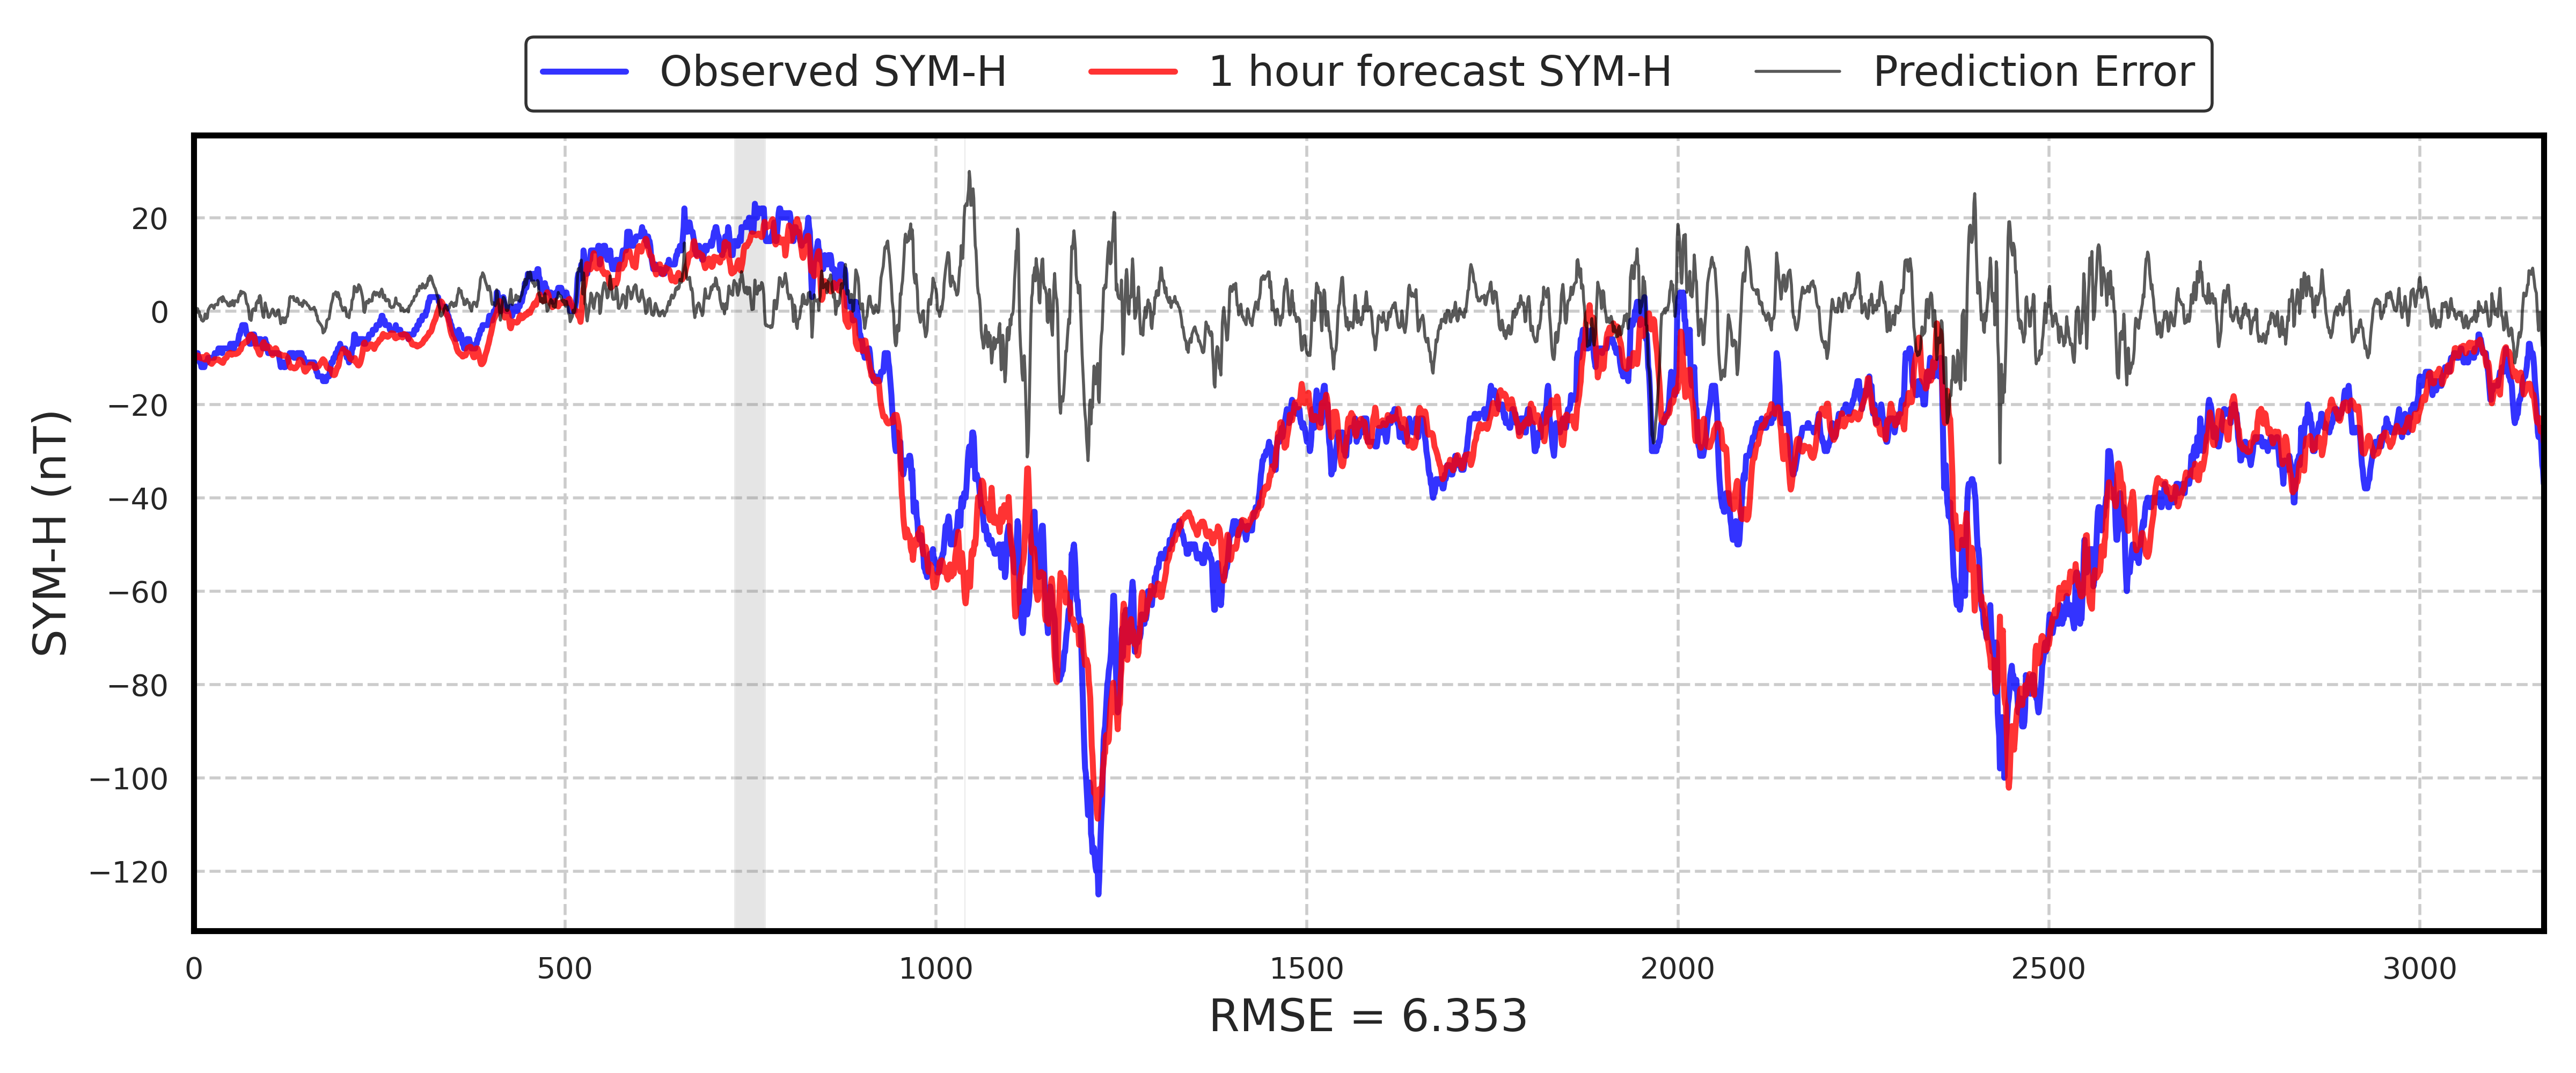 Observed SYM-H 1 hour forecast SYM-H Prediction Error
SYM-H (nT)
20
0
−20
−40
−60
−80
−100
−120
0 500 1000 1500 2000 2500 3000
RMSE = 6.353